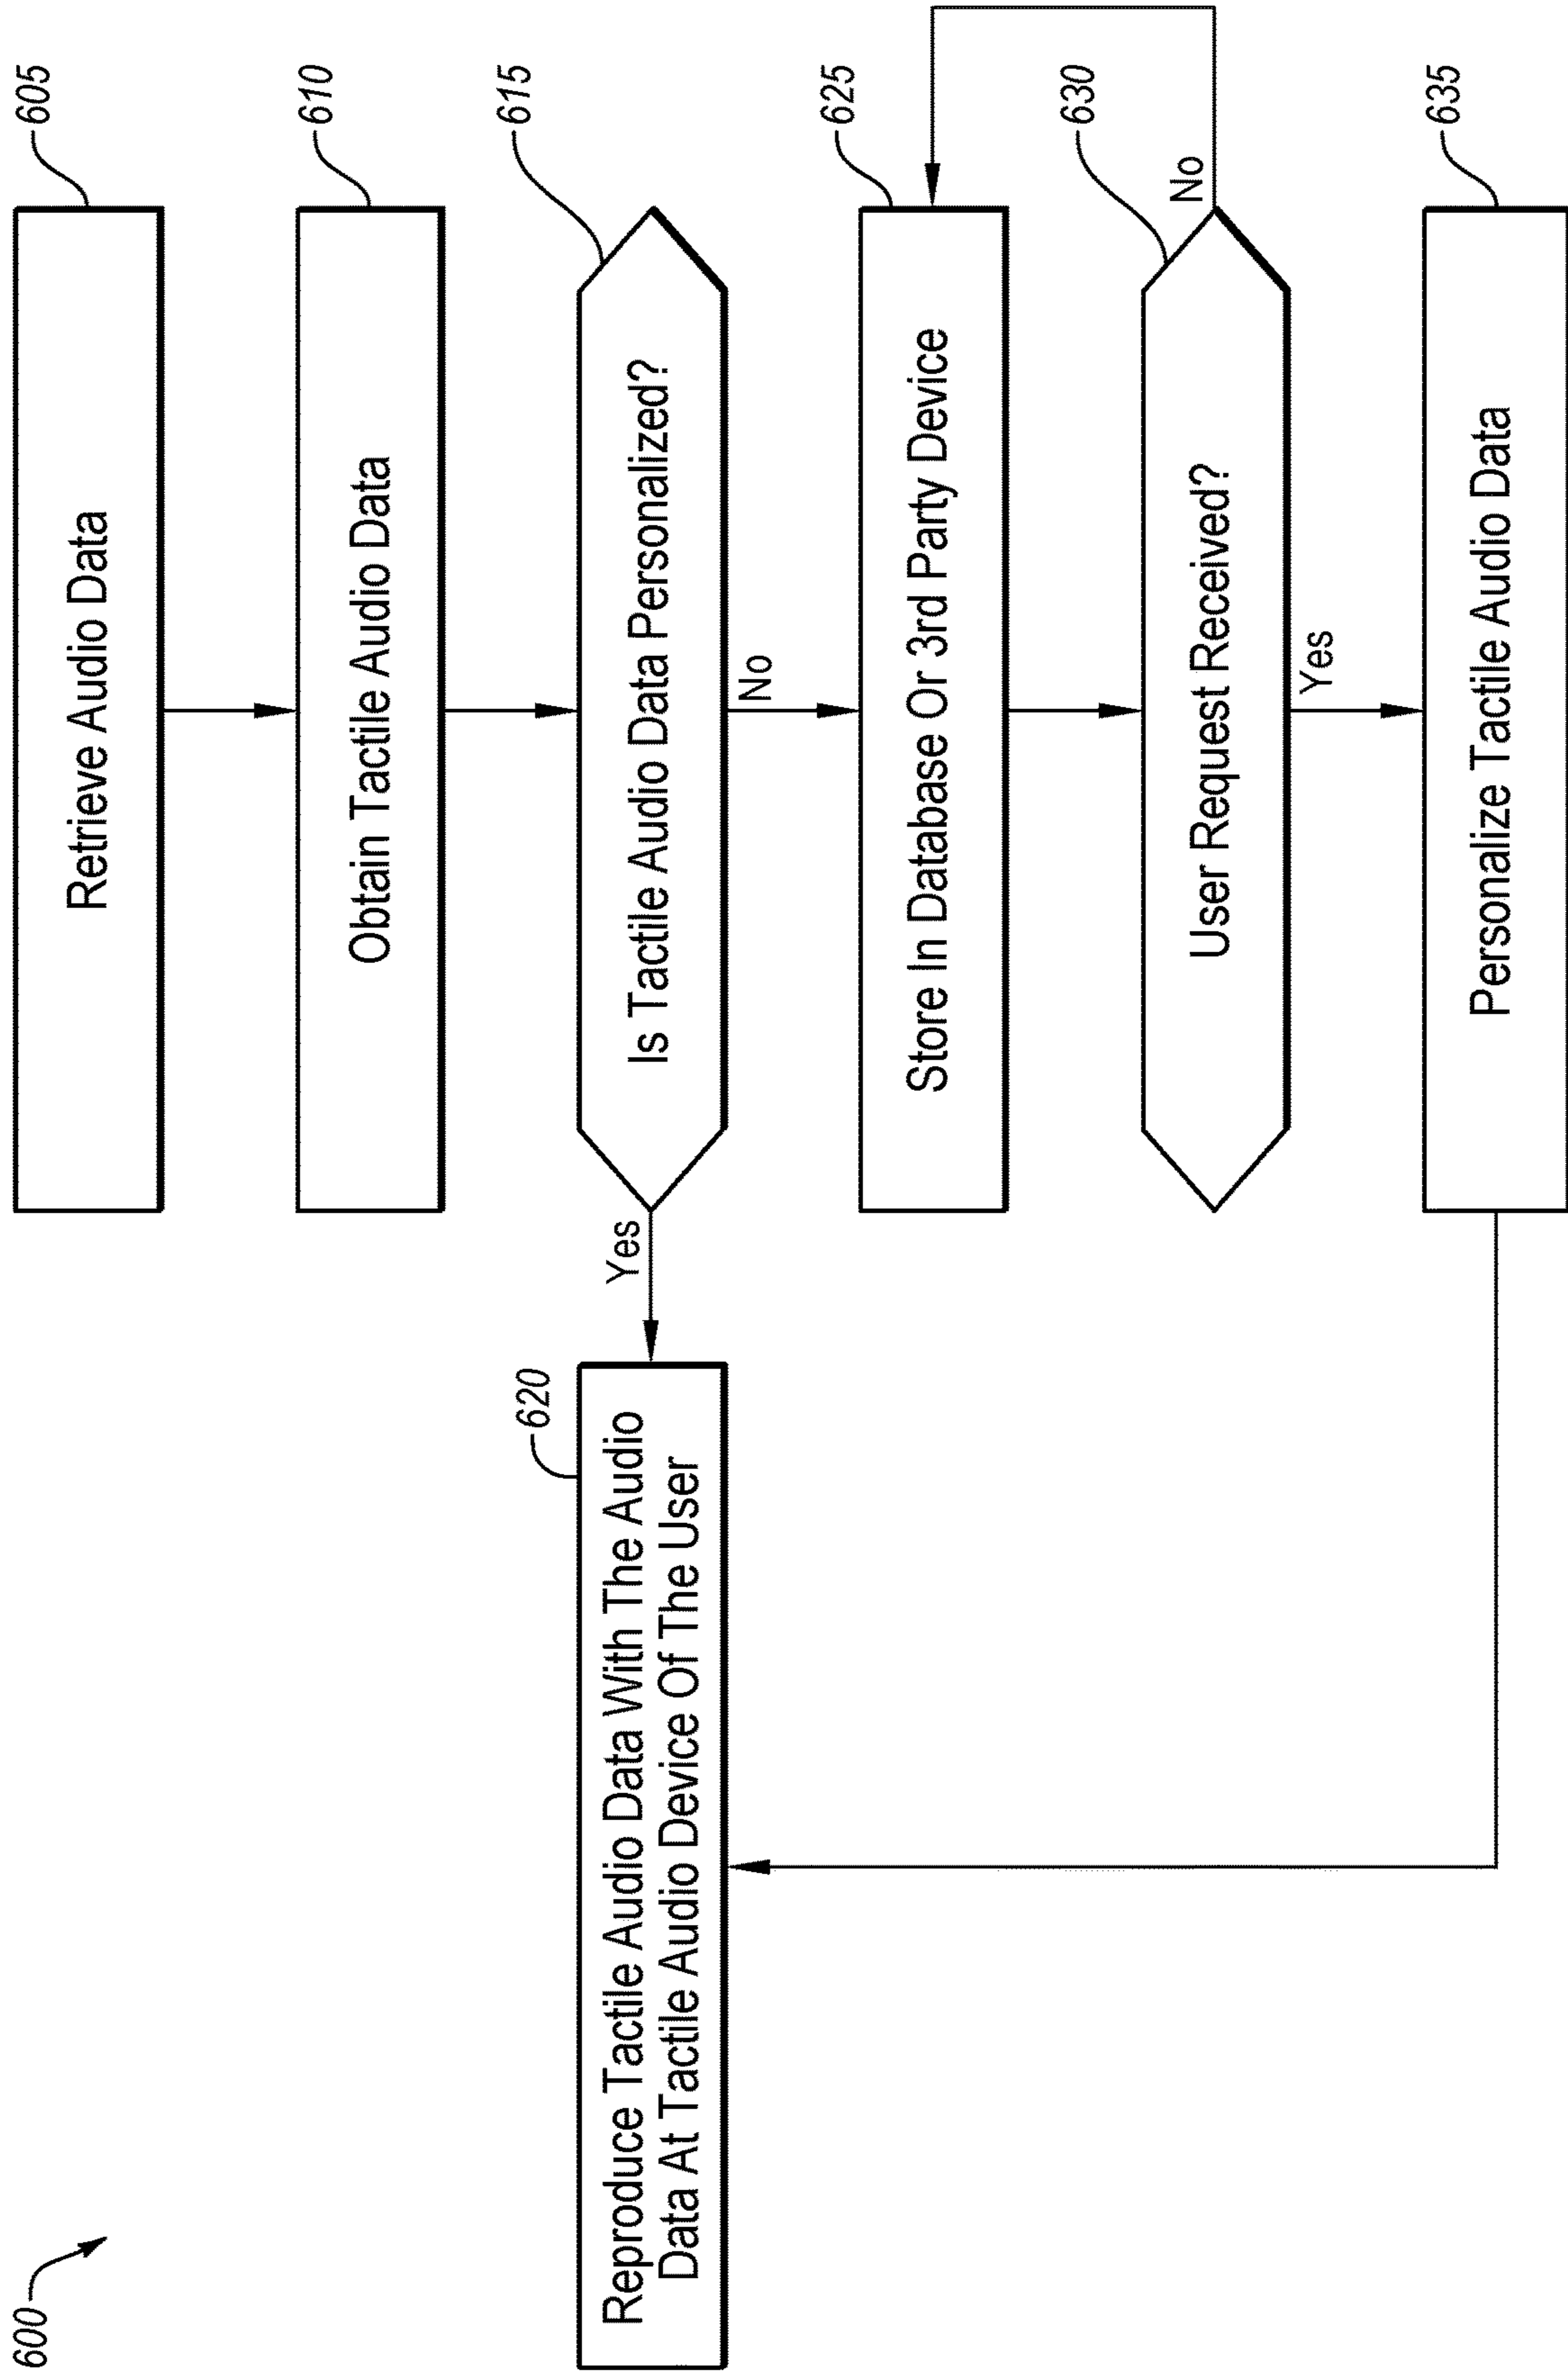 600
605
Retrieve Audio Data
610
Obtain Tactile Audio Data
615
Is Tactile Audio Data Personalized?
Yes
No
620
Reproduce Tactile Audio Data With The Audio
Data At Tactile Audio Device Of The User
625
Store In Database Or 3rd Party Device
630
User Request Received?
No
Yes
635
Personalize Tactile Audio Data